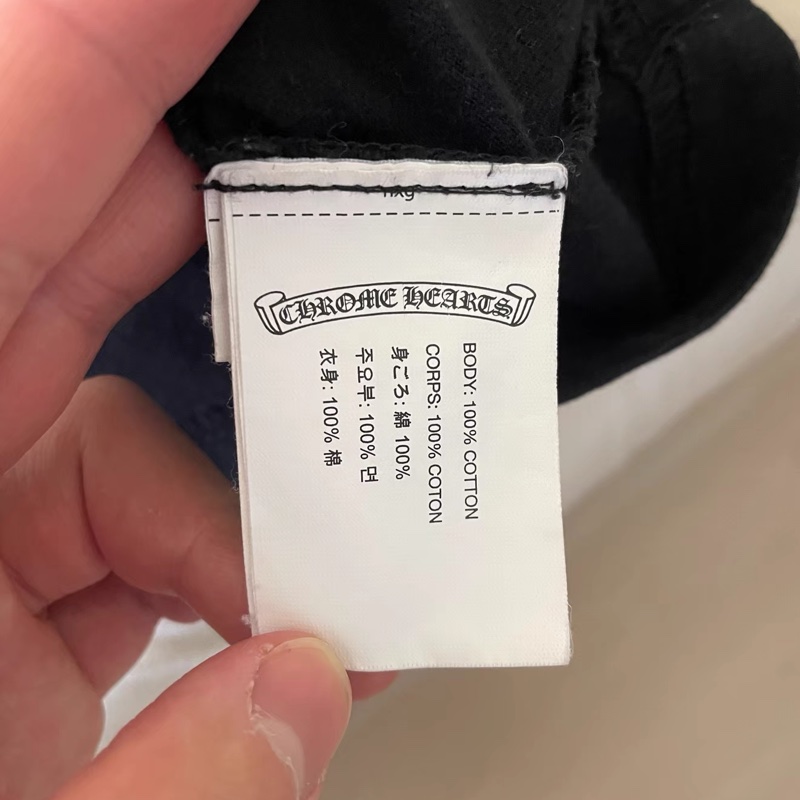 CHROME HEARTS
BODY: 100% COTTON
CORPS: 100% COTON
身ごろ: 綿 100%
주요부: 100% 면
衣身: 100% 棉